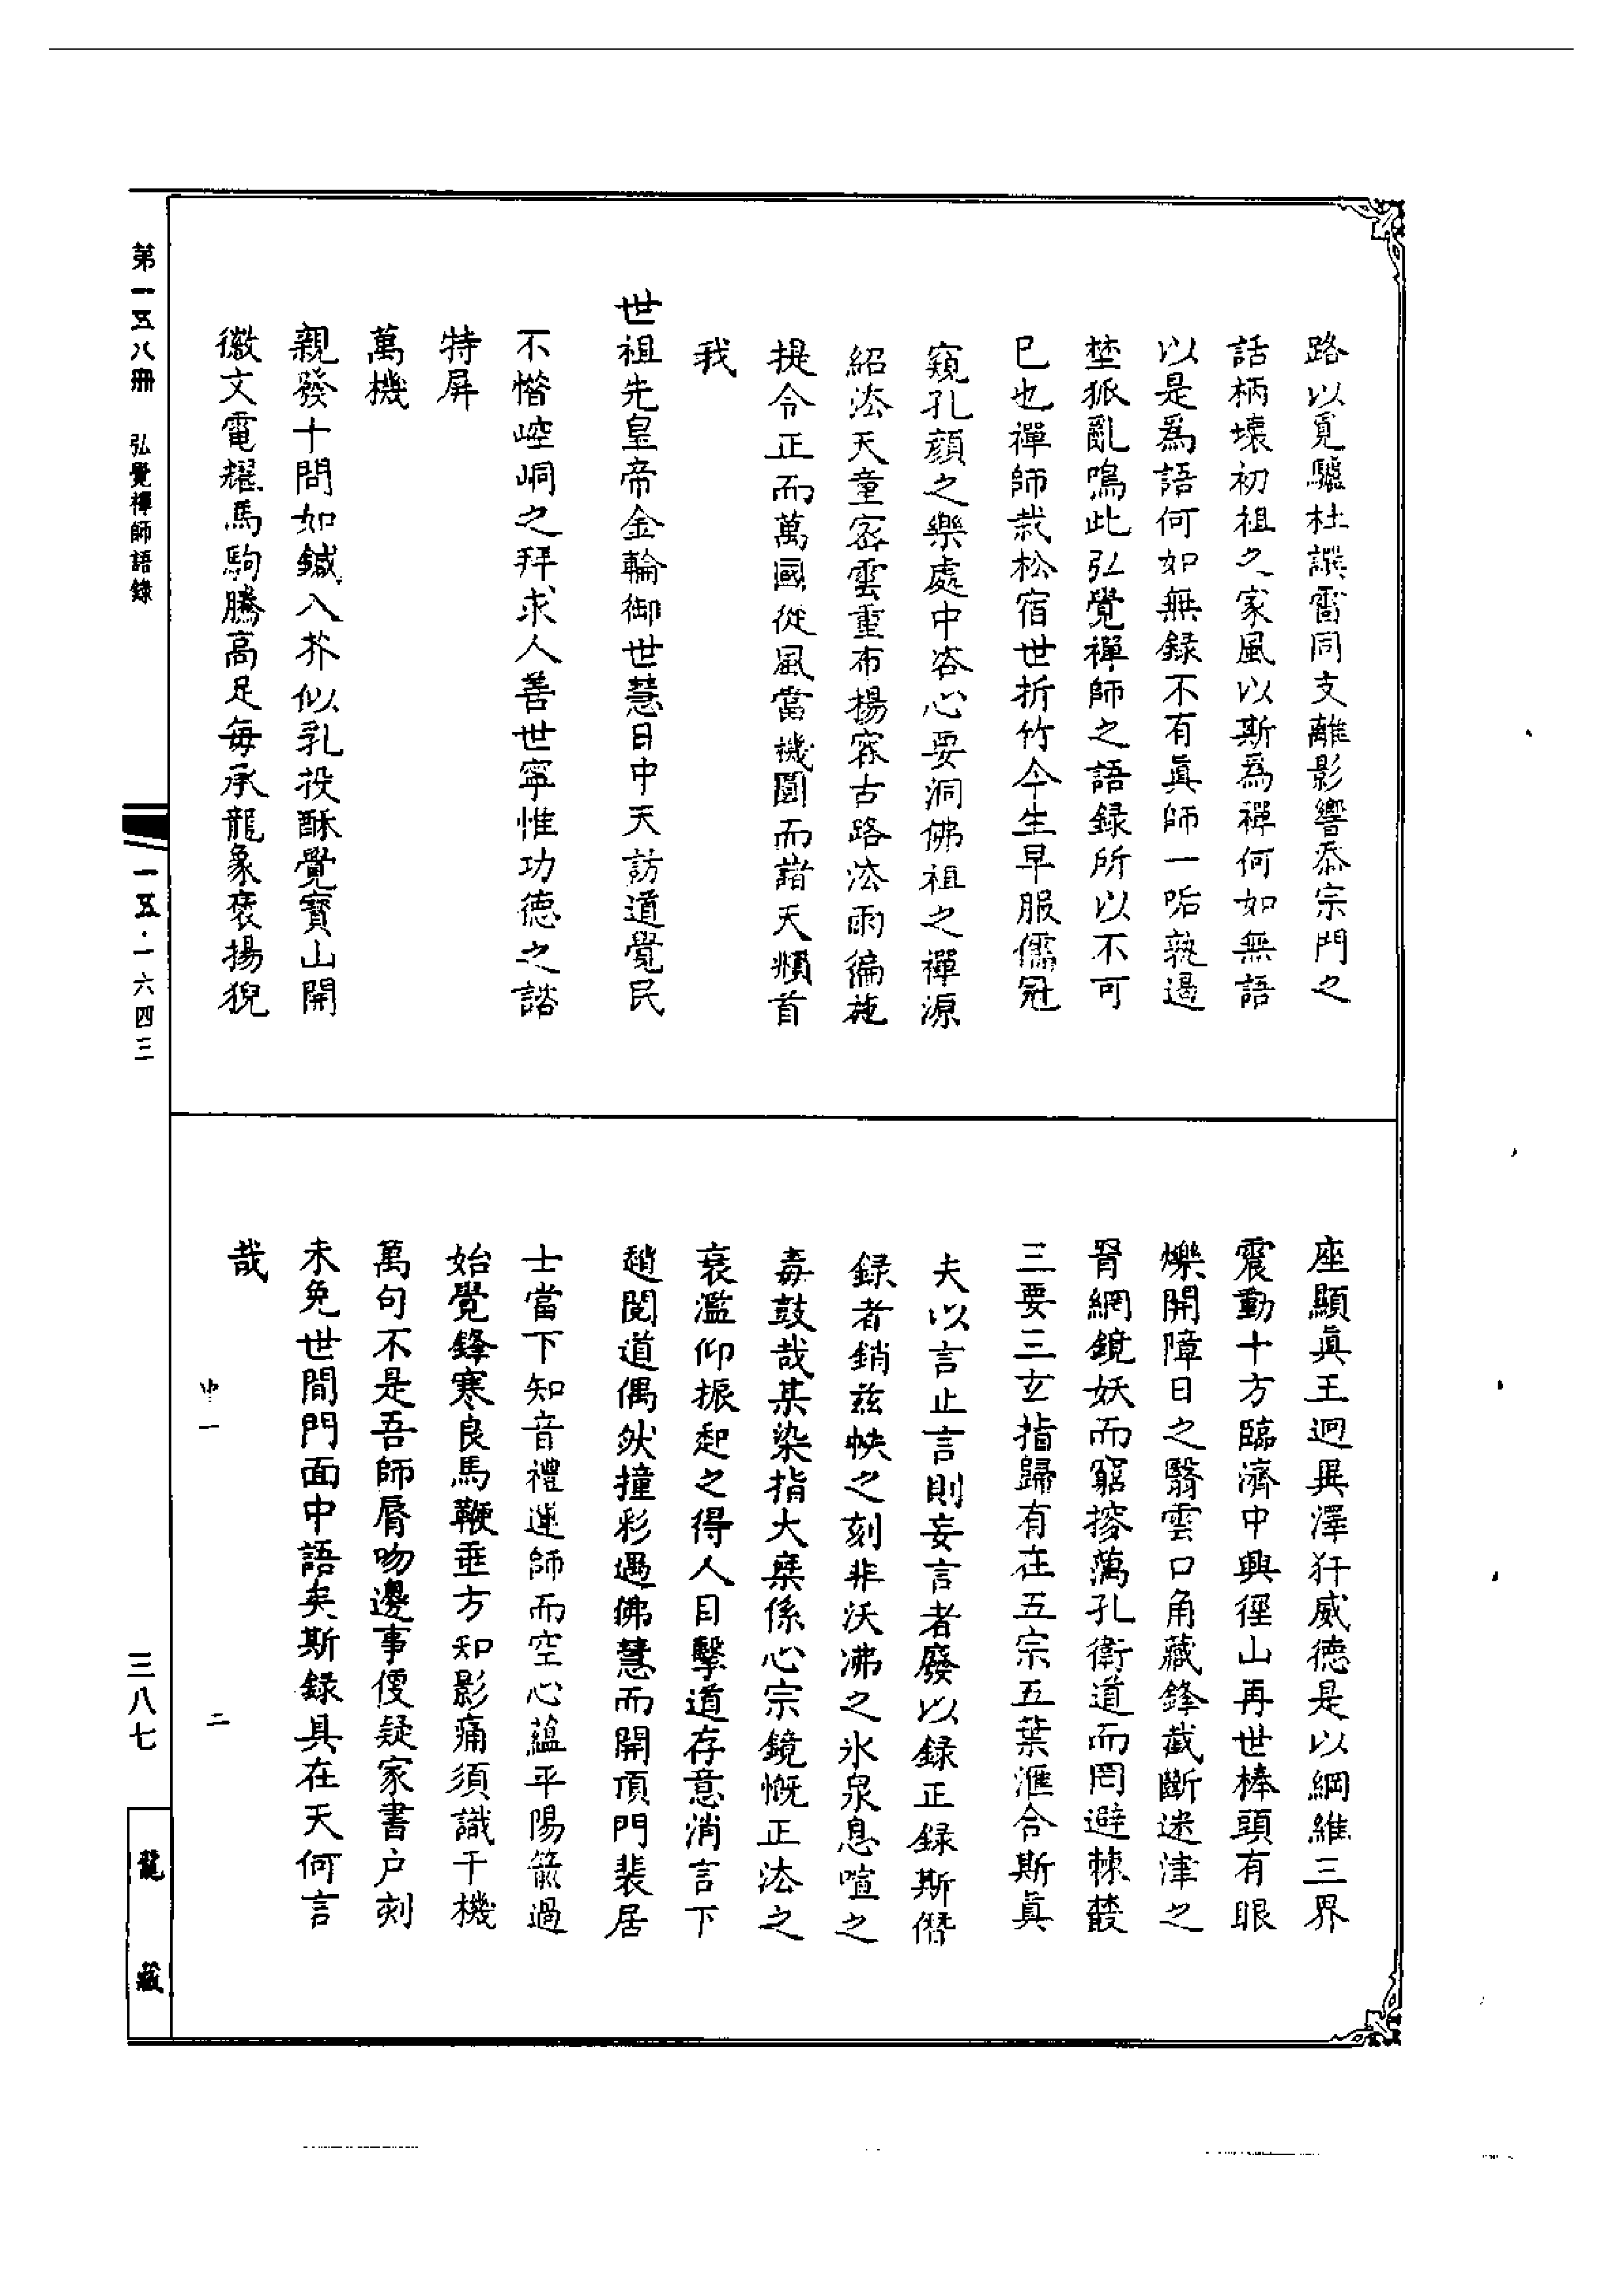 路以覓驢杜譔雷同支離影響忝宗門之
話柄壞初祖之家風以斯爲禪何如無語
以是爲語何如無録不有眞師一咄孰遏
埜狐亂鳴此弘覺禪師之語録所以不可
已也禪師栽松宿世折竹今生早服儒冠
窺孔顔之樂處中咨心要洞佛祖之禪源
紹法天童密雲重布揚寐古路法雨徧施
提令正而萬國從風當機圓而諸天頫首
我
世祖先皇帝金輪御世慧日中天訪道覺民
不惜崆峒之拜求人善世寧惟功德之諮
特屏
萬機
親發十問如鍼入芥似乳投酥覺寳山開
徽文電耀馬駒騰高足每承龍象褒揚猊
座顯眞王迥異澤犴威德是以綱維三界
震動十方臨濟中興徑山再世棒頭有眼
爍開障日之翳雲口角藏鋒截斷迷津之
罥網鏡妖而窮搜萬孔衛道而罔避棘叢
三要三玄指歸有在五宗五葉滙合斯眞
夫以言止言則妄言者廢以録正録斯僭
録者銷兹帙之刻非沃沸之氷泉息喧之
毒鼓哉某染指大乘係心宗鏡慨正法之
衰濫仰振起之得人目擊道存意消言下
趙閱道偶然撞彩遇佛慧而開頂門裴居
士當下知音禮運師而空心蘊平陽箭過
始覺鋒寒良馬鞭垂方知影痛須識千機
萬句不是吾師脣吻邊事便疑家書户刻
未免世間門面中語矣斯録具在天何言
哉
中一
二
第一五八册 弘覺禪師語錄
一五·一六四三
三八七
龍藏